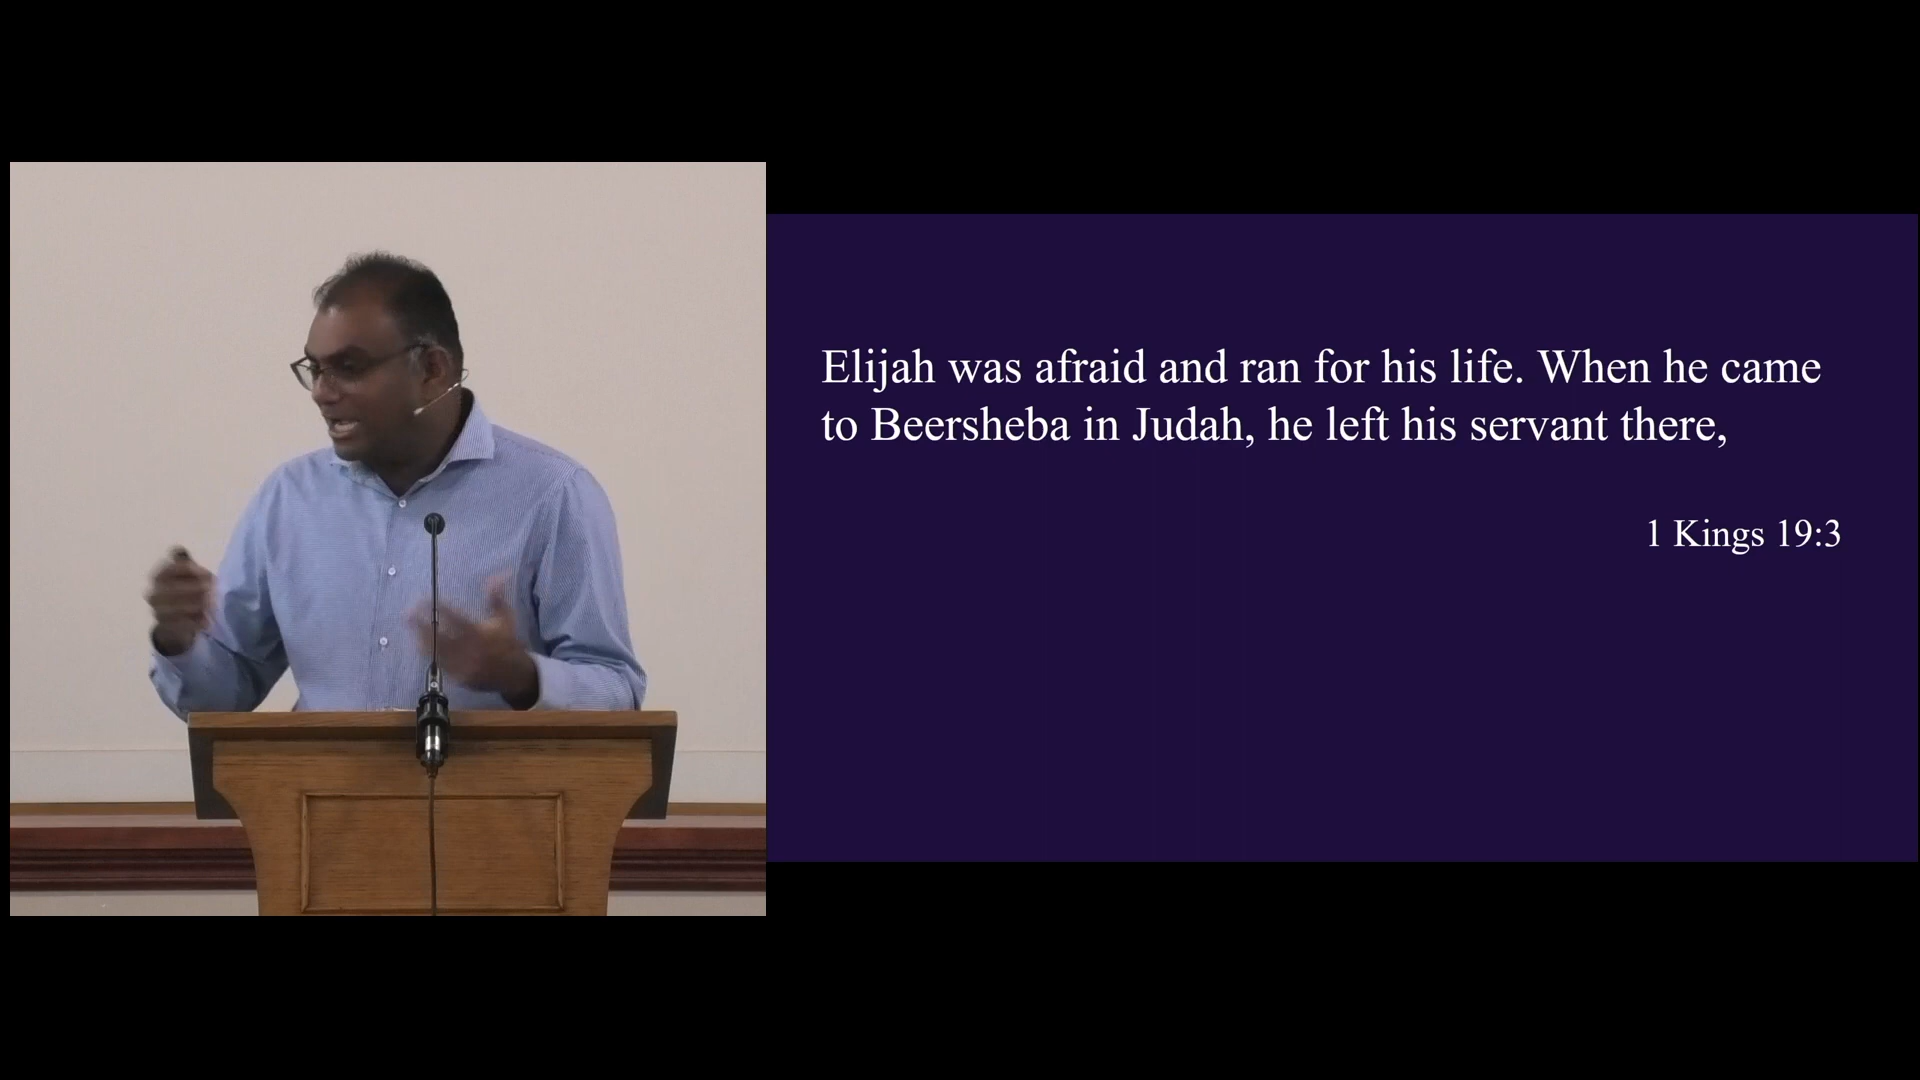 Elijah was afraid and ran for his life. When he came
to Beersheba in Judah, he left his servant there,
1 Kings 19:3